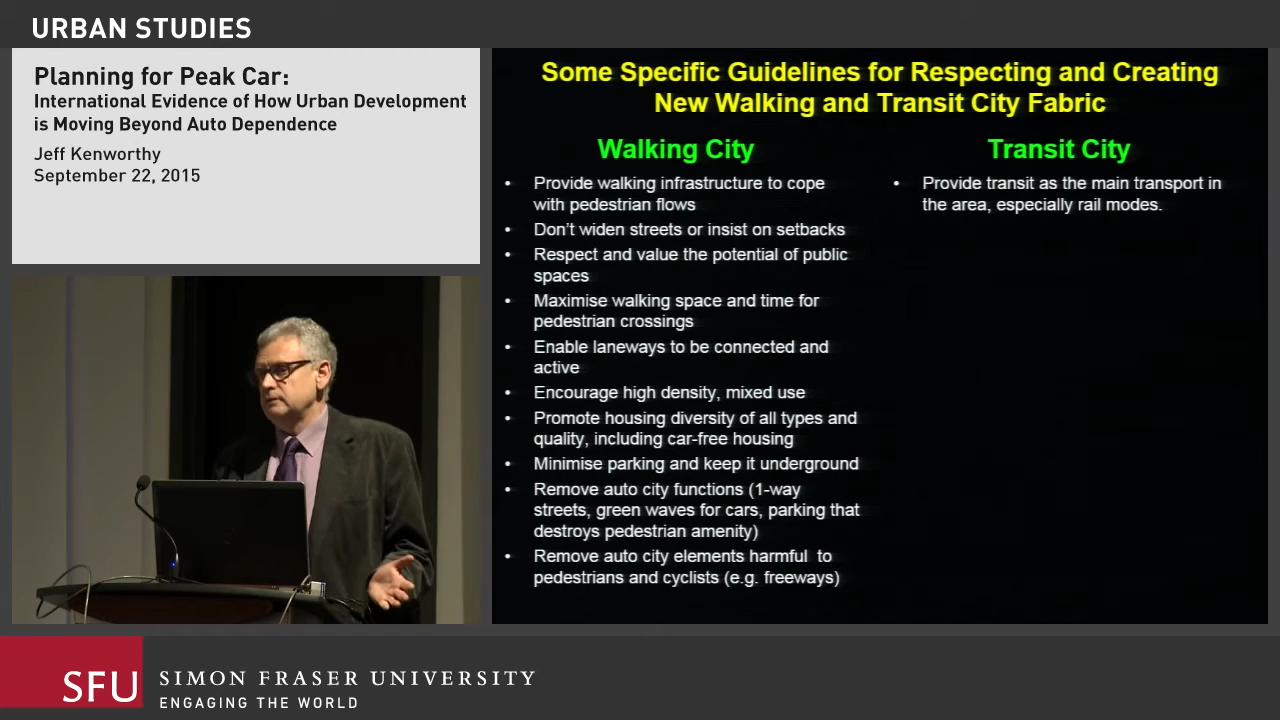 URBAN STUDIES
Planning for Peak Car:
International Evidence of How Urban Development
is Moving Beyond Auto Dependence
Jeff Kenworthy
September 22, 2015
Some Specific Guidelines for Respecting and Creating
New Walking and Transit City Fabric
Walking City
• Provide walking infrastructure to cope
with pedestrian flows
• Don't widen streets or insist on setbacks
• Respect and value the potential of public
spaces
• Maximise walking space and time for
pedestrian crossings
• Enable laneways to be connected and
active
• Encourage high density, mixed use
• Promote housing diversity of all types and
quality, including car-free housing
• Minimise parking and keep it underground
• Remove auto city functions (1-way
streets, green waves for cars, parking that
destroys pedestrian amenity)
• Remove auto city elements harmful  to
pedestrians and cyclists (e.g. freeways)
Transit City
• Provide transit as the main transport in
the area, especially rail modes.
SFU
SIMON FRASER UNIVERSITY
ENGAGING THE WORLD